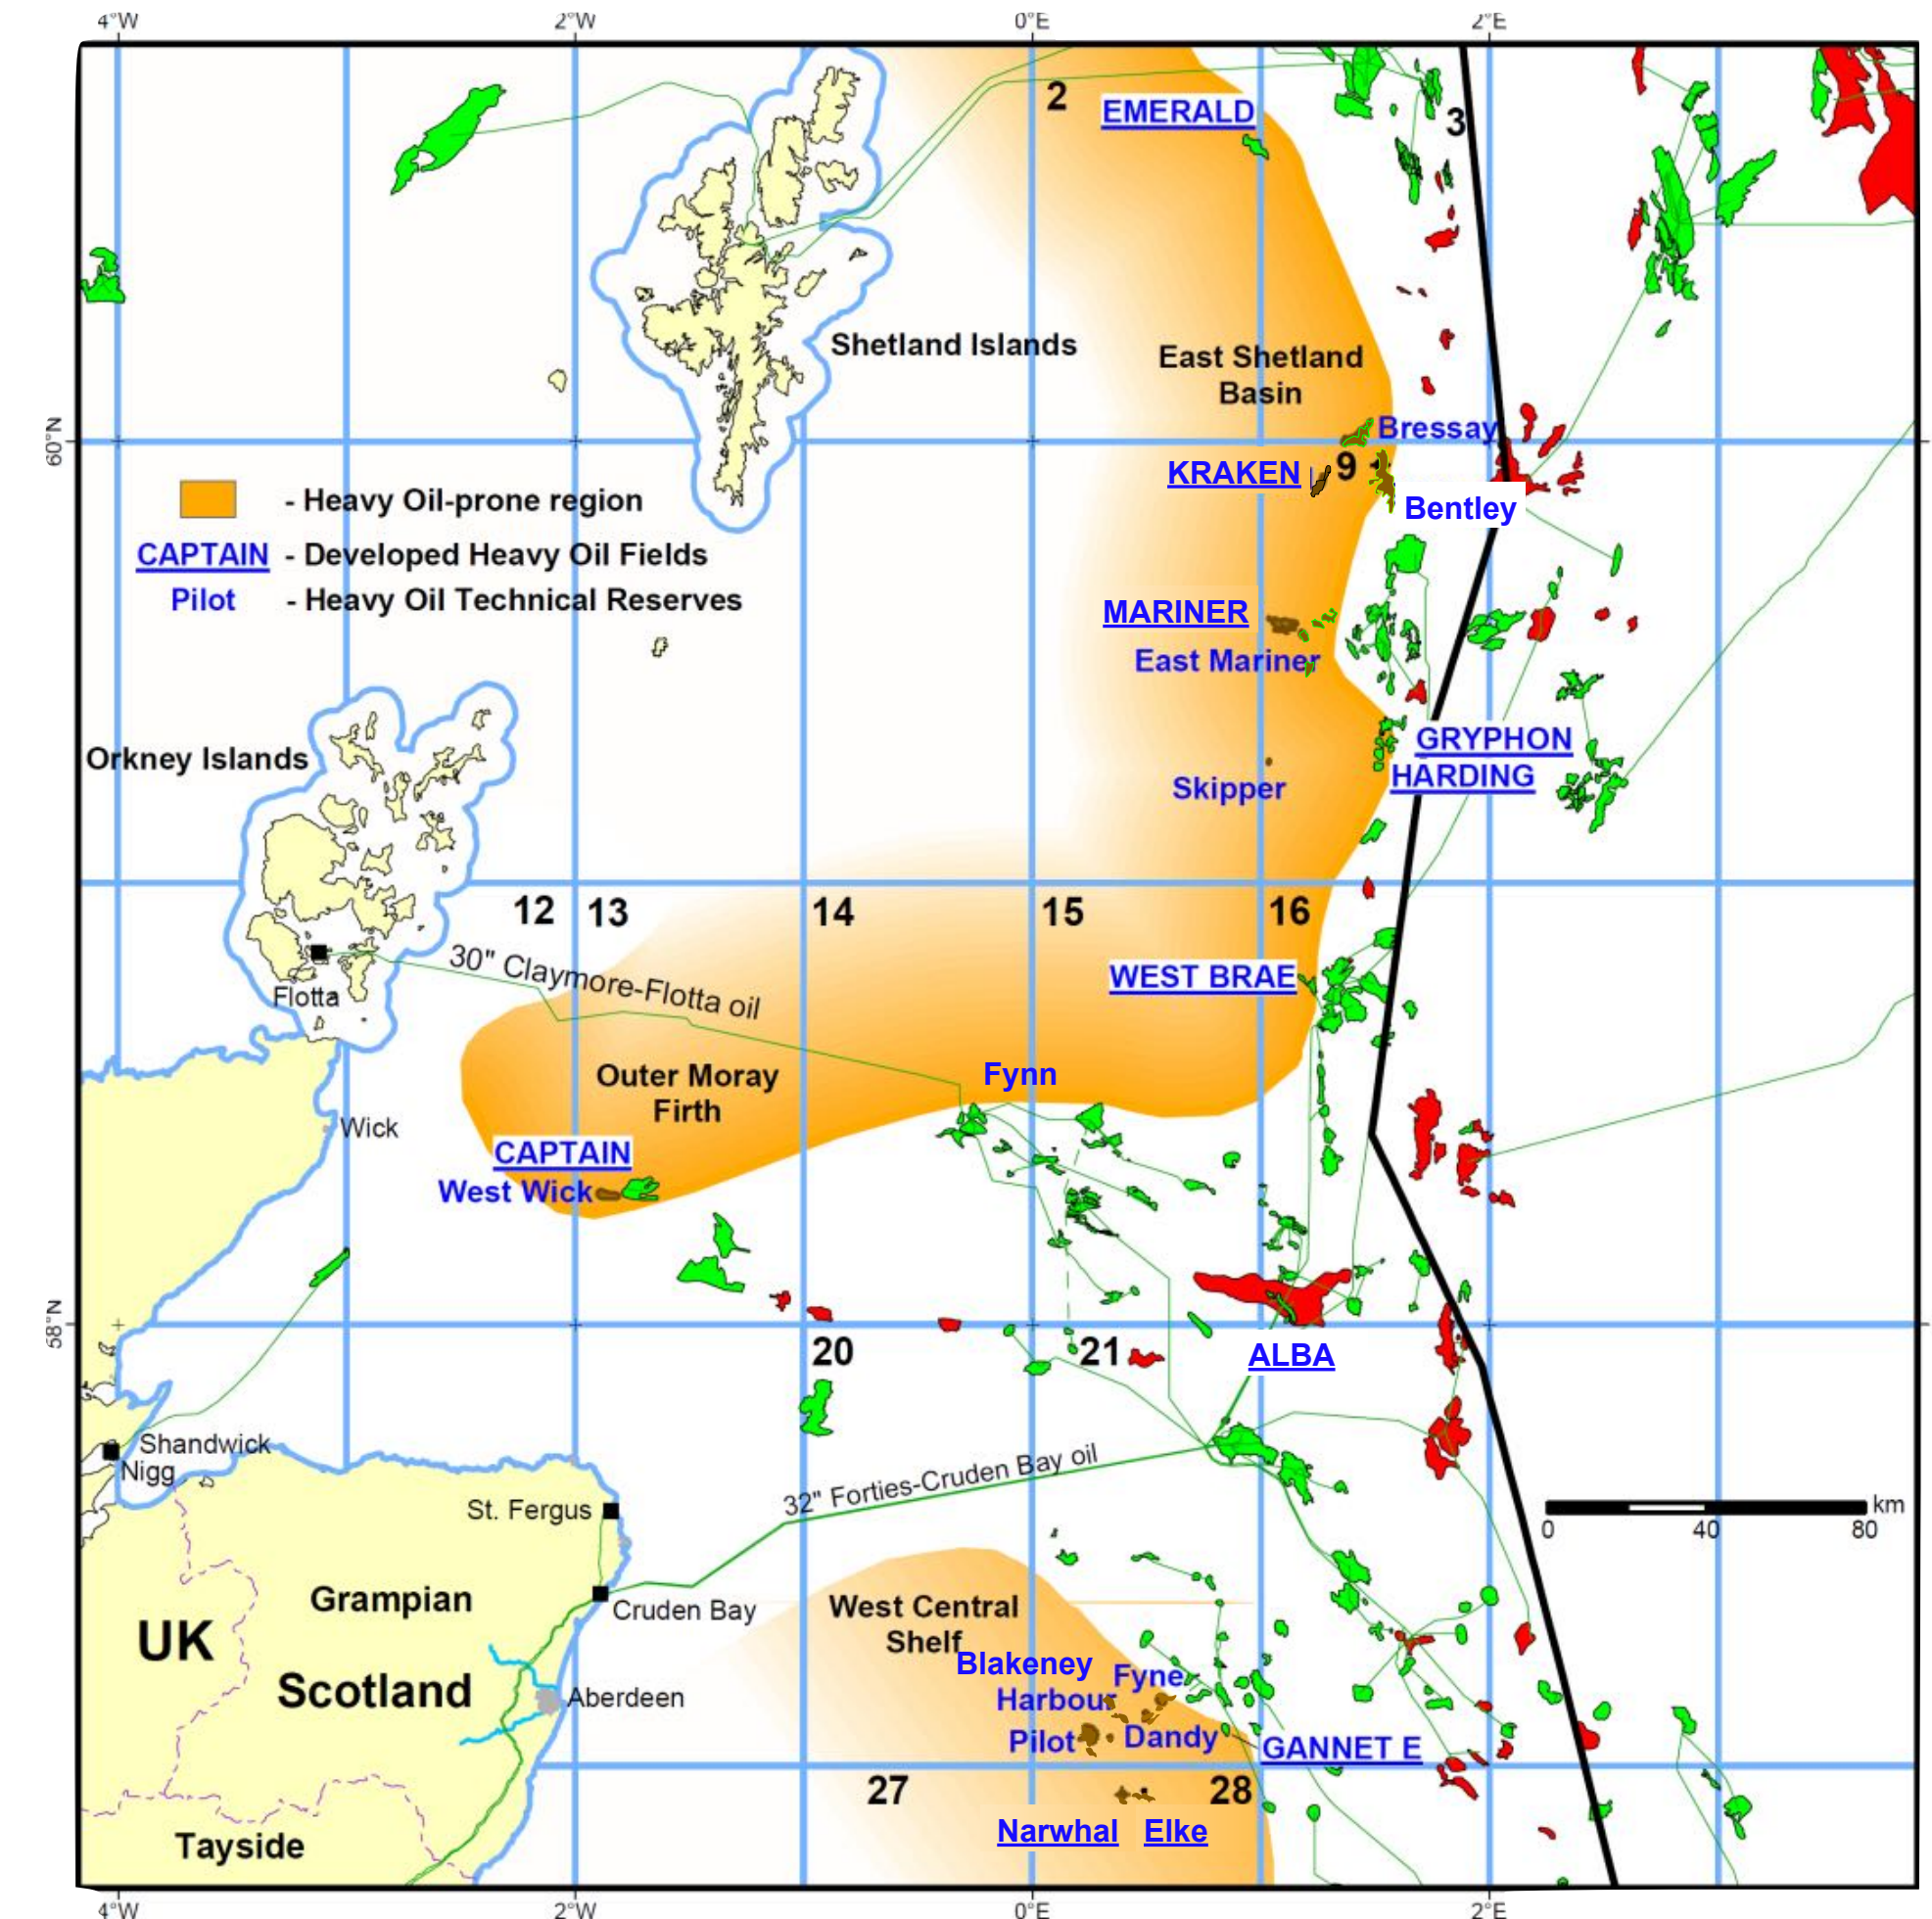 4°W 2°W 0°E 2°E
2
EMERALD
3
Shetland Islands
East Shetland
Basin
Bressay
60°N
KRAKEN
9
Bentley
- Heavy Oil-prone region
CAPTAIN - Developed Heavy Oil Fields
Pilot - Heavy Oil Technical Reserves
MARINER
East Mariner
Orkney Islands
GRYPHON
HARDING
Skipper
12 13 14 15 16
30" Claymore-Flotta oil
WEST BRAE
Flotta
Outer Moray
Firth
Fynn
Wick
CAPTAIN
West Wick
58°N
20 21
ALBA
Shandwick
Nigg
32" Forties-Cruden Bay oil
St. Fergus
km
0 40 80
Grampian
Cruden Bay
West Central
Shelf
UK
Blakeney
Fyne
Scotland
Aberdeen
Harbour
Pilot
Dandy
GANNET E
27 28
Narwhal Elke
Tayside
4°W 2°W 0°E 2°E